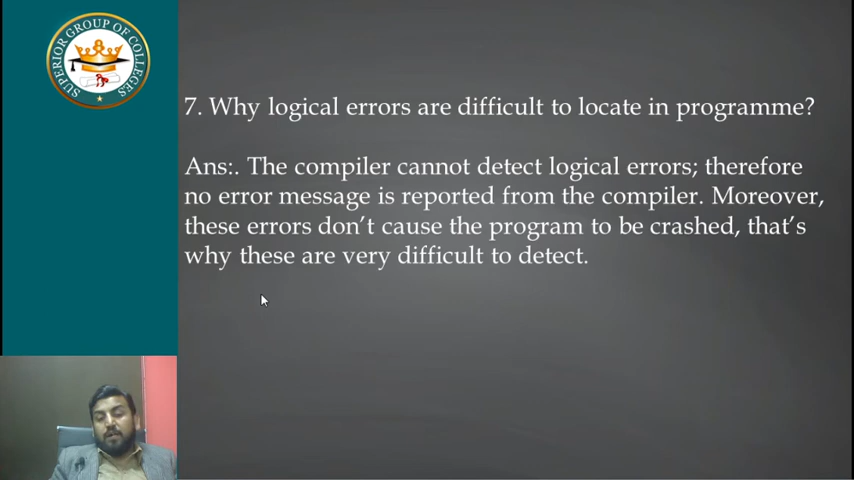 SUPERIOR GROUP OF COLLEGES
7. Why logical errors are difficult to locate in programme?
Ans:. The compiler cannot detect logical errors; therefore
no error message is reported from the compiler. Moreover,
these errors don't cause the program to be crashed, that's
why these are very difficult to detect.